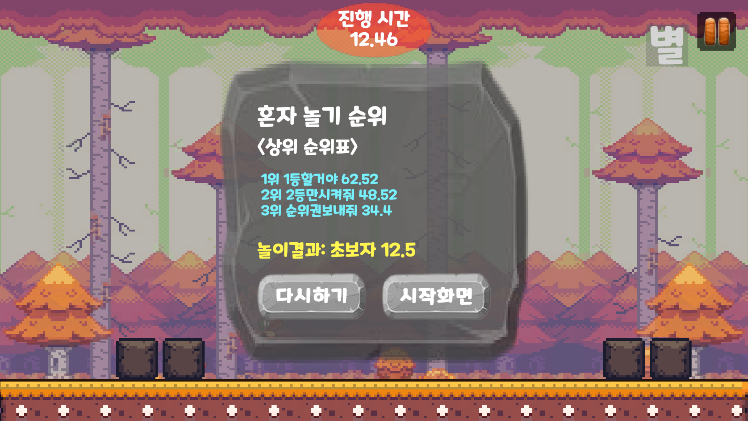 진행 시간
12.46
별
혼자 놀기 순위
<상위 순위표>
1위 1등할거야 62.52
2위 2등만시켜줘 48.52
3위 순위권보내줘 34.4
놀이결과: 초보자 12.5
다시하기
시작화면